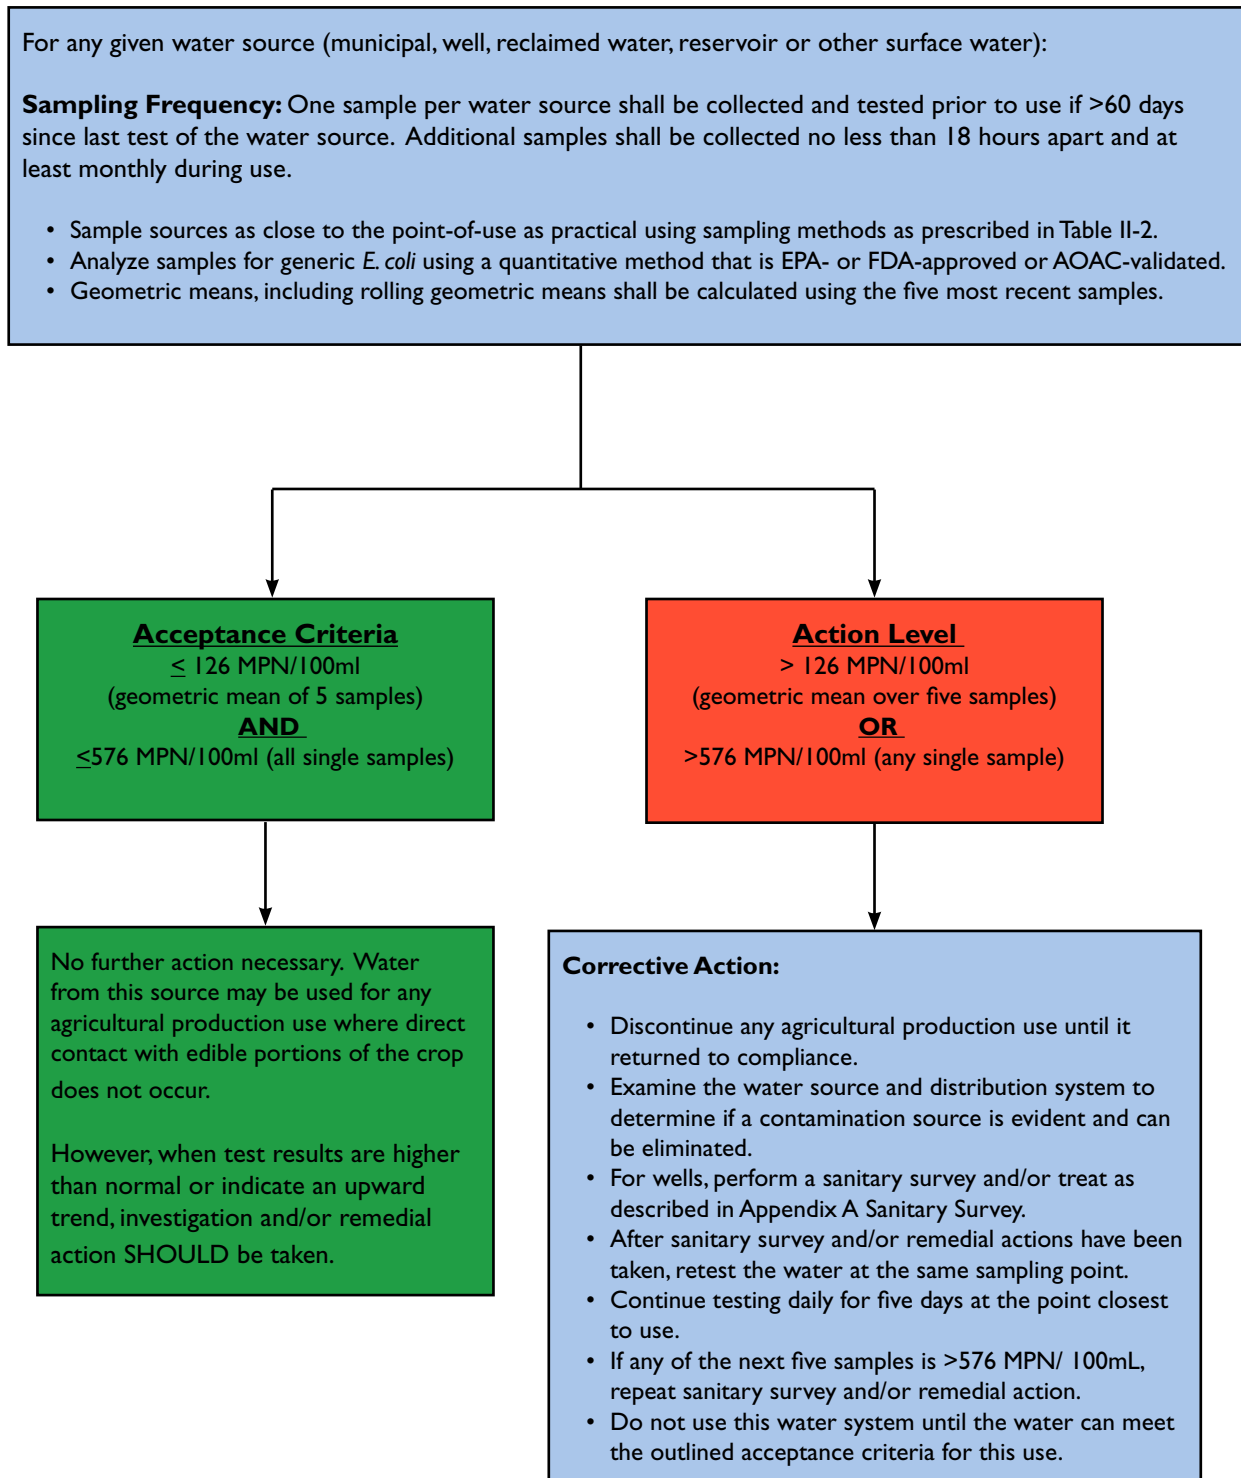 For any given water source (municipal, well, reclaimed water, reservoir or other surface water):
Sampling Frequency: One sample per water source shall be collected and tested prior to use if >60 days
since last test of the water source. Additional samples shall be collected no less than 18 hours apart and at
least monthly during use.
• Sample sources as close to the point-of-use as practical using sampling methods as prescribed in Table II-2.
• Analyze samples for generic E. coli using a quantitative method that is EPA- or FDA-approved or AOAC-validated.
• Geometric means, including rolling geometric means shall be calculated using the five most recent samples.
Acceptance Criteria
≤ 126 MPN/100ml
(geometric mean of 5 samples)
AND
≤576 MPN/100ml (all single samples)
Action Level
> 126 MPN/100ml
(geometric mean over five samples)
OR
>576 MPN/100ml (any single sample)
No further action necessary. Water
from this source may be used for any
agricultural production use where direct
contact with edible portions of the crop
does not occur.
However, when test results are higher
than normal or indicate an upward
trend, investigation and/or remedial
action SHOULD be taken.
Corrective Action:
• Discontinue any agricultural production use until it
returned to compliance.
• Examine the water source and distribution system to
determine if a contamination source is evident and can
be eliminated.
• For wells, perform a sanitary survey and/or treat as
described in Appendix A Sanitary Survey.
• After sanitary survey and/or remedial actions have been
taken, retest the water at the same sampling point.
• Continue testing daily for five days at the point closest
to use.
• If any of the next five samples is >576 MPN/ 100mL,
repeat sanitary survey and/or remedial action.
• Do not use this water system until the water can meet
the outlined acceptance criteria for this use.